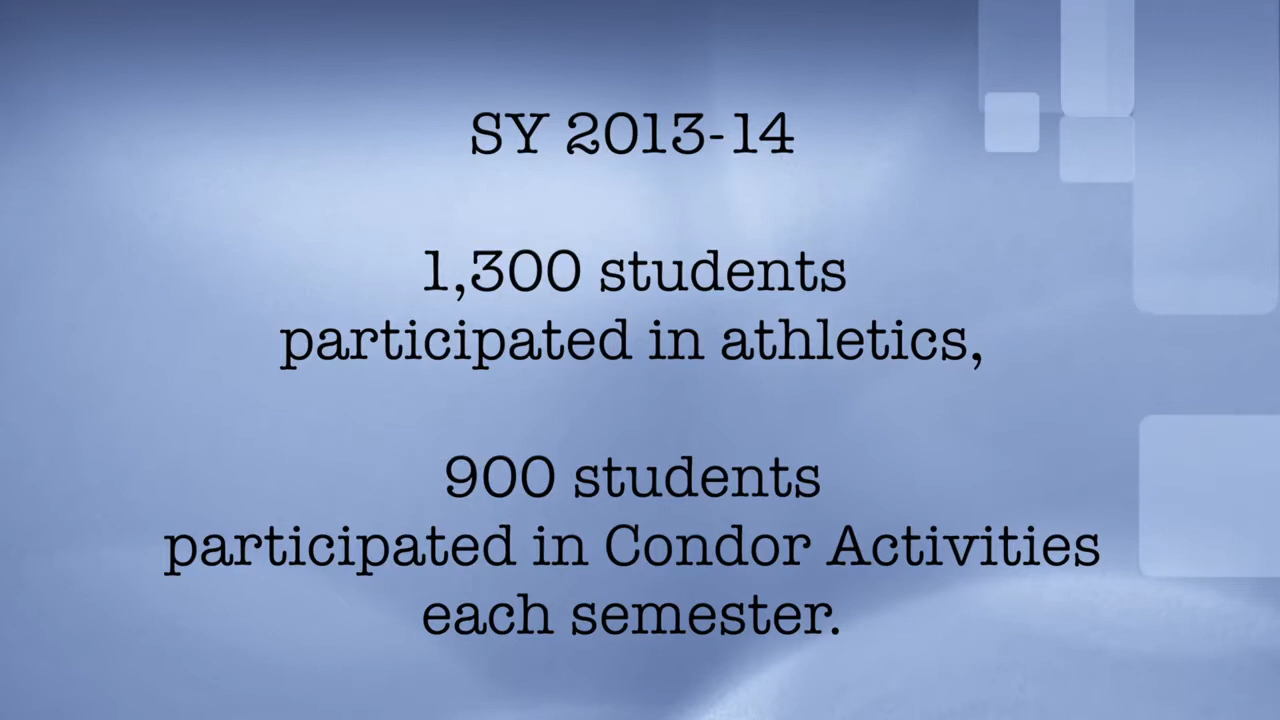 SY 2013-14
1,300 students
participated in athletics,
900 students
participated in Condor Activities
each semester.